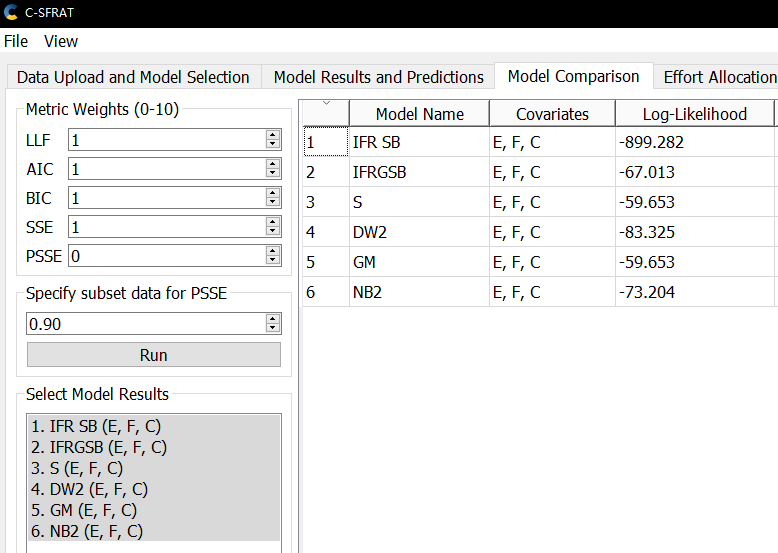 C-SFRAT
File View
Data Upload and Model Selection Model Results and Predictions Model Comparison Effort Allocation
Metric Weights (0-10)
LLF 1
AIC 1
BIC 1
SSE 1
PSSE 0
Specify subset data for PSSE
0.90
Run
Select Model Results
1. IFR SB (E, F, C)
2. IFRGSB (E, F, C)
3. S (E, F, C)
4. DW2 (E, F, C)
5. GM (E, F, C)
6. NB2 (E, F, C)
Model Name Covariates Log-Likelihood
1 IFR SB E, F, C -899.282
2 IFRGSB E, F, C -67.013
3 S E, F, C -59.653
4 DW2 E, F, C -83.325
5 GM E, F, C -59.653
6 NB2 E, F, C -73.204